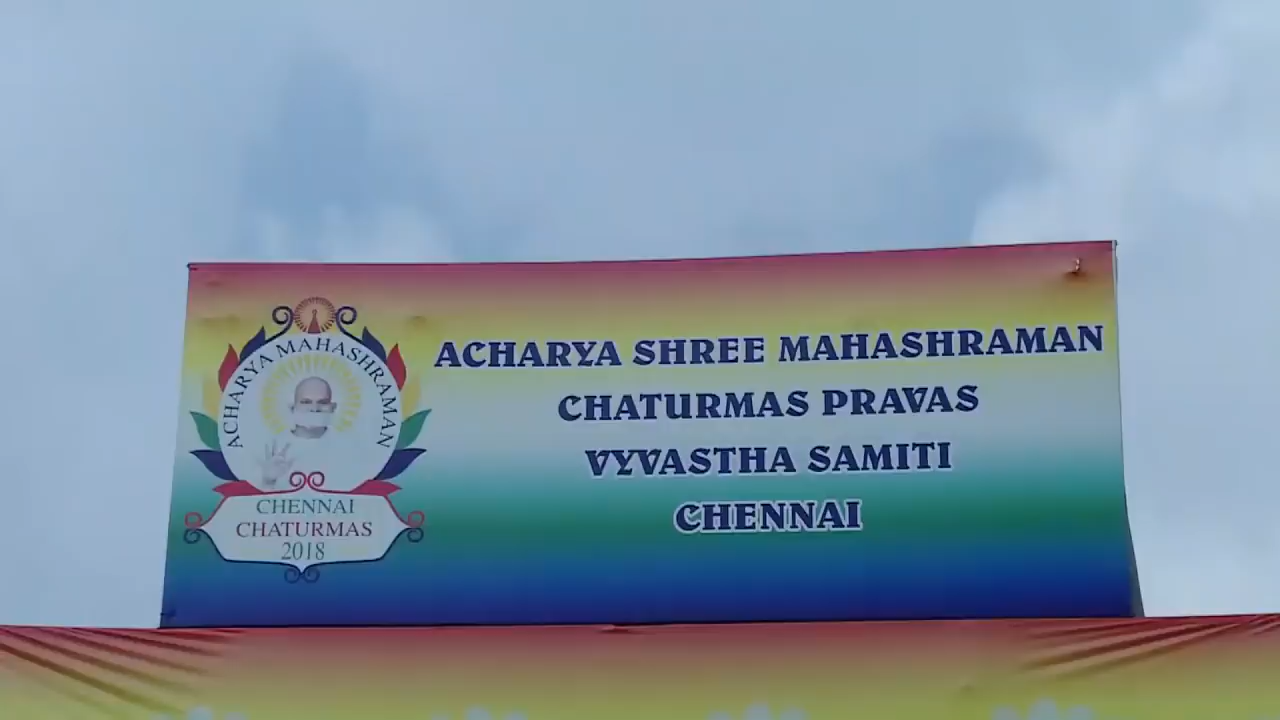 ACHARYA MAHASHRAMAN
CHENNAI
CHATURMAS
2018
ACHARYA SHREE MAHASHRAMAN
CHATURMAS PRAVAS
VYVASTHA SAMITI
CHENNAI